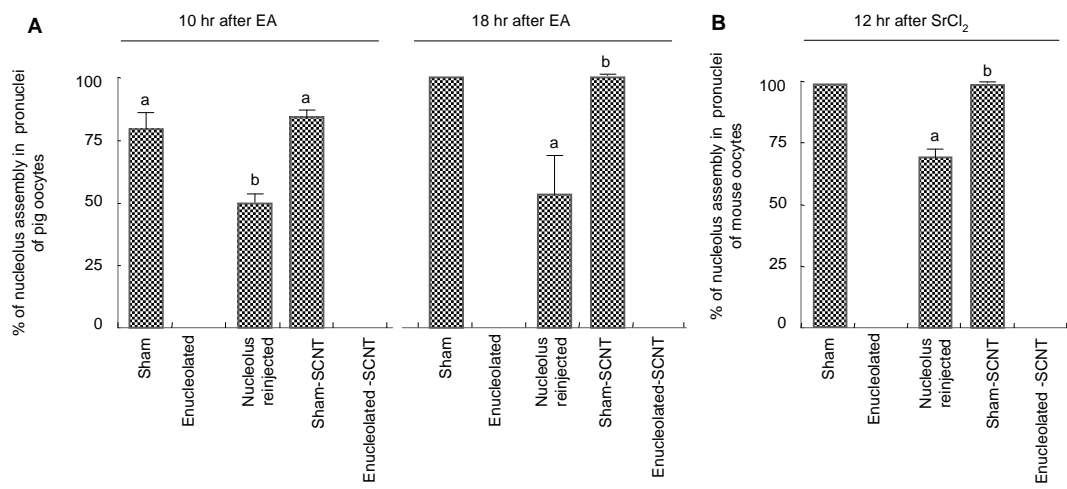 A
10 hr after EA
18 hr after EA
B
12 hr after SrCl2
% of nucleolus assembly in pronuclei
of pig oocytes
100
75
50
25
0
a
b
a
a
b
Sham
Enucleolated
Nucleolus
reinjected
Sham-SCNT
Enucleolated -SCNT
Sham
Enucleolated
Nucleolus
reinjected
Sham-SCNT
Enucleolated-SCNT
% of nucleolus assembly in pronuclei
of mouse oocytes
100
75
50
25
0
a
b
Sham
Enucleolated
Nucleolus
reinjected
Sham-SCNT
Enucleolated -SCNT